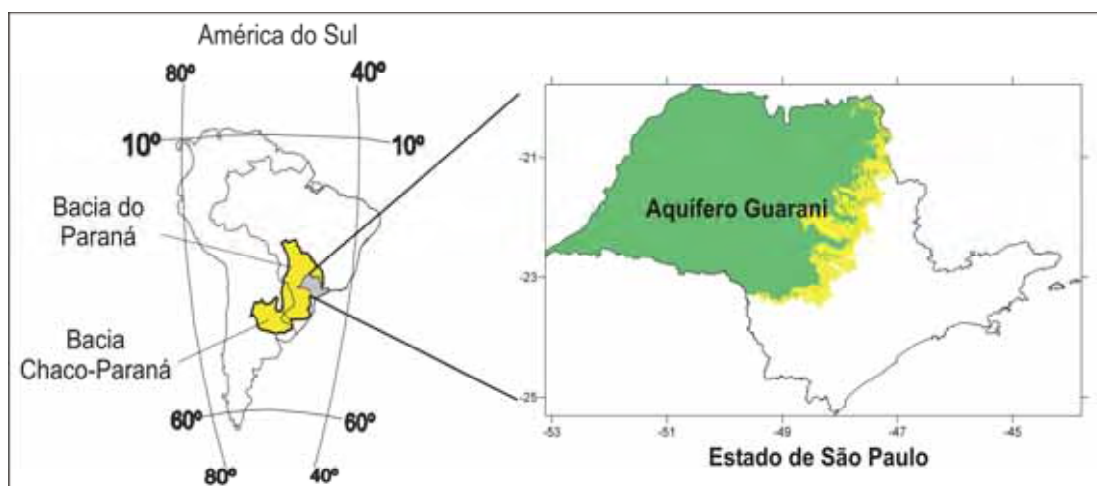 América do Sul
80º
40º
10º
10º
Bacia do
Paraná
Bacia
Chaco-Paraná
60º
60º
80º
40º
-21
Aquífero Guarani
-23
-25
-53
-51
-49
-47
-45
Estado de São Paulo